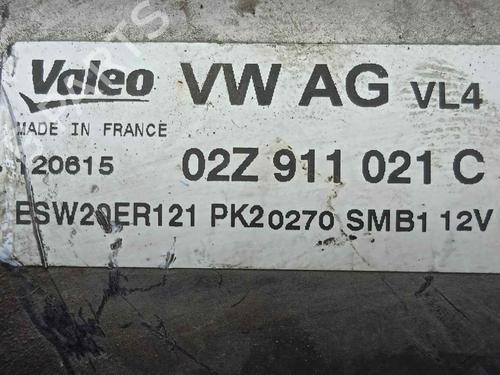 Valeo VW AG VL4
MADE IN FRANCE
120615 02Z 911 021 C
ESW20ER121 PK20270 SMB1 12V